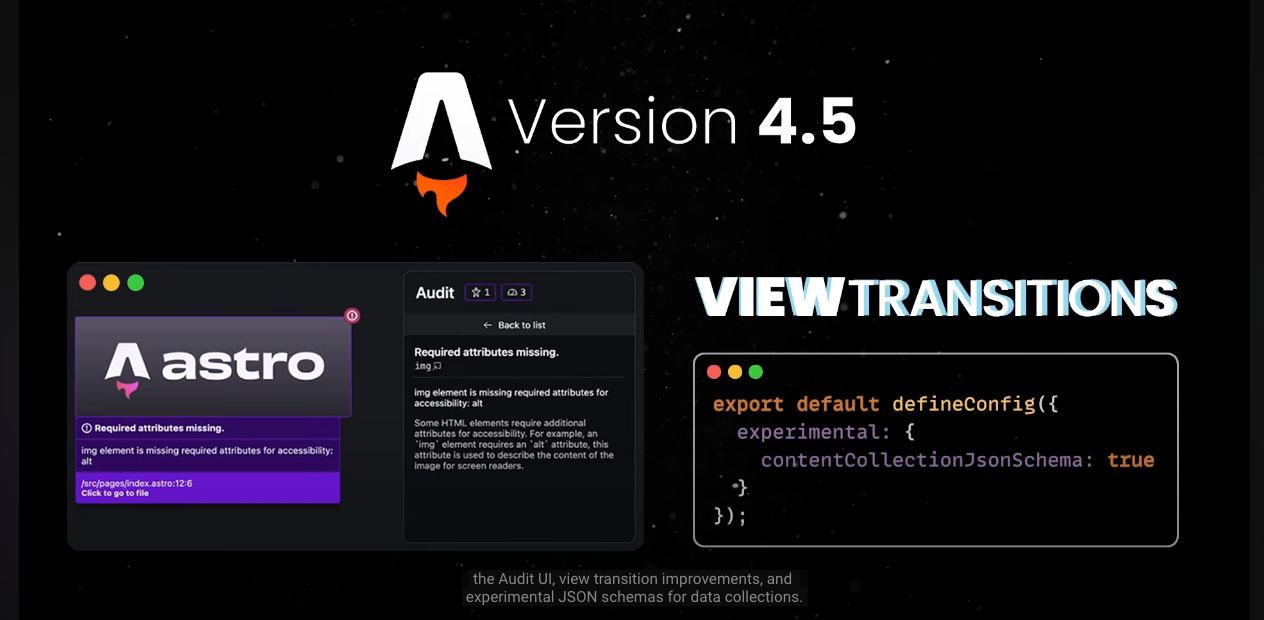 Version 4.5
Audit 1 3
← Back to list
Required attributes missing.
img
img element is missing required attributes for
accessibility: alt
Some HTML elements require additional
attributes for accessibility. For example, an
`img` element requires an `alt` attribute, this
attribute is used to describe the content of the
image for screen readers.
astro
Required attributes missing.
img element is missing required attributes for accessibility:
alt
/src/pages/index.astro:12:6
Click to go to file
VIEW TRANSITIONS
export default defineConfig({
experimental: {
contentCollectionJsonSchema: true
}
});
the Audit UI, view transition improvements, and
experimental JSON schemas for data collections.